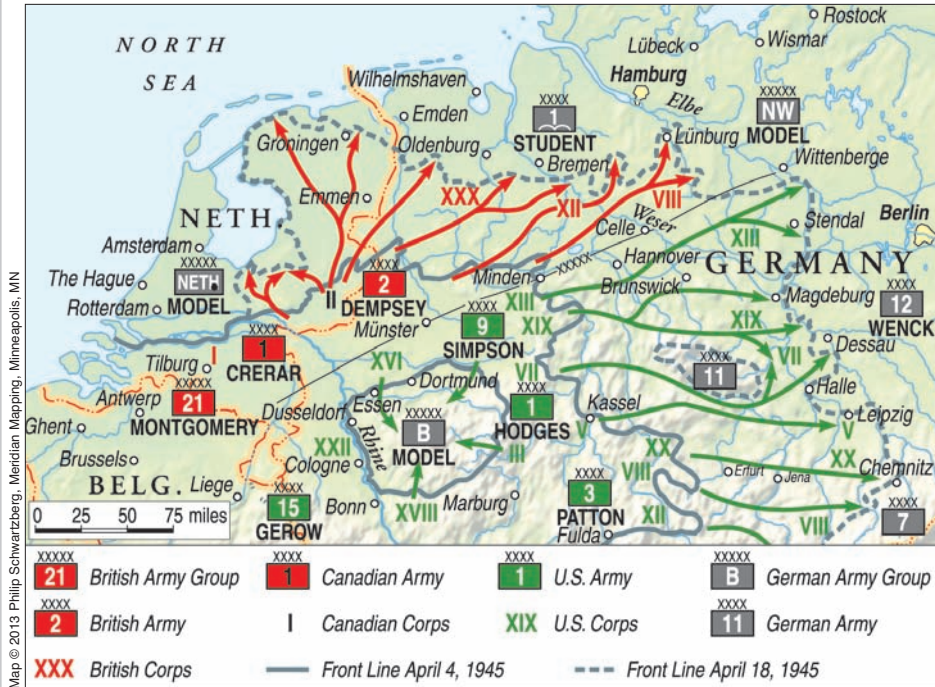 Map © 2013 Philip Schwartzberg, Meridian Mapping, Minneapolis, MN
NORTH
SEA
Rostock
Wismar
Lübeck
Hamburg
Elbe
Wilhelmshaven
Emden
Oldenburg
Gröningen
XXXX
1
STUDENT
Bremen
Lünburg
XXXXX
NW
MODEL
Wittenberge
Emmen
XXX
XII
VIII
Weser
Celle
XIII
Stendal
Berlin
NETH.
Amsterdam
The Hague
Rotterdam
XXXXX
NETH
MODEL
II
XXXX
2
DEMPSEY
Münster
Minden
XXXXX
Hannover
Brunswick
GERMANY
Magdeburg
XXXX
12
WENCK
XIII
XIX
XIX
VII
Dessau
XXXX
9
SIMPSON
VII
XXXX
11
Halle
Leipzig
Tilburg
I
XXXX
1
CRERAR
XXXXX
21
MONTGOMERY
Antwerp
Ghent
Brussels
BELG.
Liege
XVI
Dortmund
Essen
Dusseldorf
Rhine
XXII
Cologne
XXXXX
B
MODEL
III
XXXX
1
HODGES
V
Kassel
V
XX
XX
Erfurt
Jena
Chemnitz
XVIII
Bonn
Marburg
XXXX
15
GEROW
XXXX
3
PATTON
Fulda
VIII
XII
VIII
XXXX
7
0 25 50 75 miles
XXXXX
21 British Army Group
XXXX
1 Canadian Army
XXXX
1 U.S. Army
XXXXX
B German Army Group
XXXX
2 British Army
I Canadian Corps
XIX U.S. Corps
XXXX
11 German Army
XXX British Corps
Front Line April 4, 1945
Front Line April 18, 1945